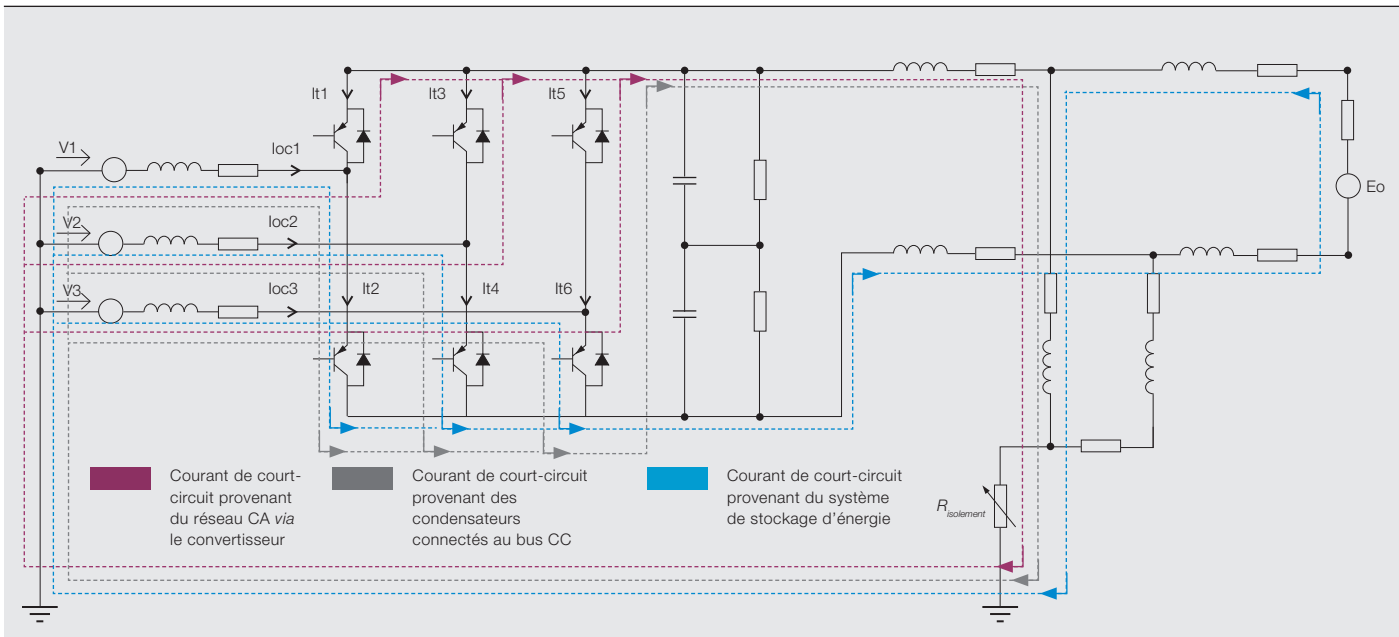 It1
It3
It5
V1
Ioc1
Eo
V2
Ioc2
V3
Ioc3
It2
It4
It6
Courant de court-
circuit provenant
du réseau CA via
le convertisseur
Courant de court-circuit
provenant des
condensateurs
connectés au bus CC
Courant de court-circuit
provenant du système
de stockage d'énergie
Risolement